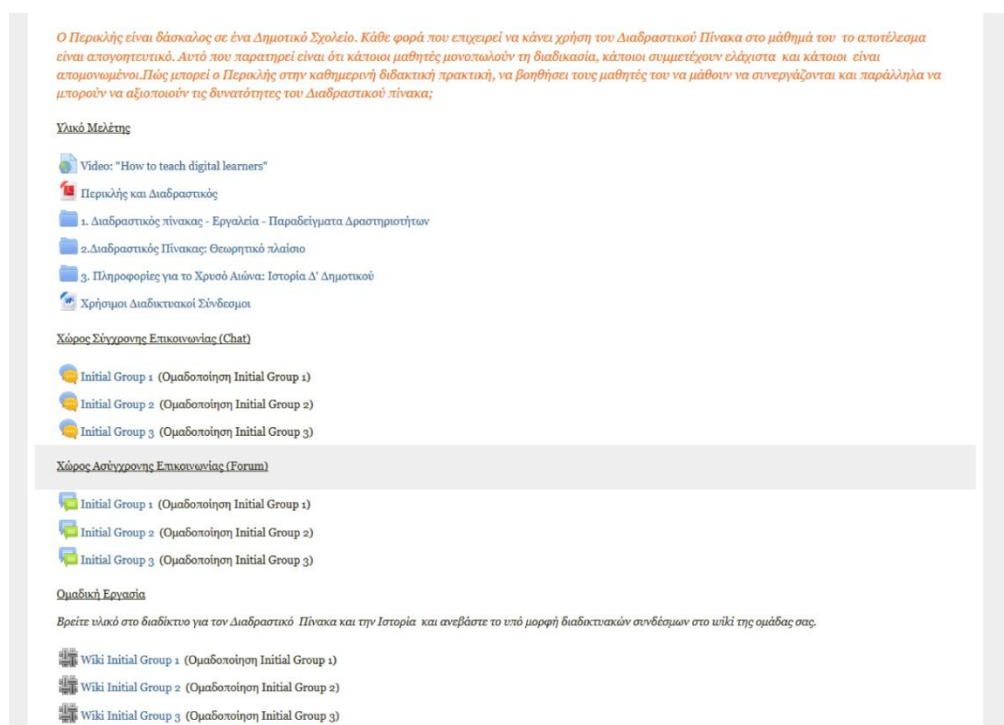 Ο Περικλής είναι δάσκαλος σε ένα Δημοτικό Σχολείο. Κάθε φορά που επιχειρεί να κάνει χρήση του Διαδραστικού Πίνακα στο μάθημά του το αποτέλεσμα
είναι απογοητευτικό. Αυτό που παρατηρεί είναι ότι κάποιοι μαθητές μονοπωλούν τη διαδικασία, κάποιοι συμμετέχουν ελάχιστα και κάποιοι είναι
απομονωμένοι.Πώς μπορεί ο Περικλής στην καθημερινή διδακτική πρακτική, να βοηθήσει τους μαθητές του να μάθουν να συνεργάζονται και παράλληλα να
μπορούν να αξιοποιούν τις δυνατότητες του Διαδραστικού πίνακα;
Υλικό Μελέτης
Video: "How to teach digital learners"
Περικλής και Διαδραστικός
1. Διαδραστικός πίνακας - Εργαλεία - Παραδείγματα Δραστηριοτήτων
2.Διαδραστικός Πίνακας: Θεωρητικό πλαίσιο
3. Πληροφορίες για το Χρυσό Αιώνα: Ιστορία Δ' Δημοτικού
Χρήσιμοι Διαδικτυακοί Σύνδεσμοι
Χώρος Σύγχρονης Επικοινωνίας (Chat)
Initial Group 1 (Ομαδοποίηση Initial Group 1)
Initial Group 2 (Ομαδοποίηση Initial Group 2)
Initial Group 3 (Ομαδοποίηση Initial Group 3)
Χώρος Ασύγχρονης Επικοινωνίας (Forum)
Initial Group 1 (Ομαδοποίηση Initial Group 1)
Initial Group 2 (Ομαδοποίηση Initial Group 2)
Initial Group 3 (Ομαδοποίηση Initial Group 3)
Ομαδική Εργασία
Βρείτε υλικό στο διαδίκτυο για τον Διαδραστικό Πίνακα και την Ιστορία και ανεβάστε το υπό μορφή διαδικτυακών συνδέσμων στο wiki της ομάδας σας.
Wiki Initial Group 1 (Ομαδοποίηση Initial Group 1)
Wiki Initial Group 2 (Ομαδοποίηση Initial Group 2)
Wiki Initial Group 3 (Ομαδοποίηση Initial Group 3)